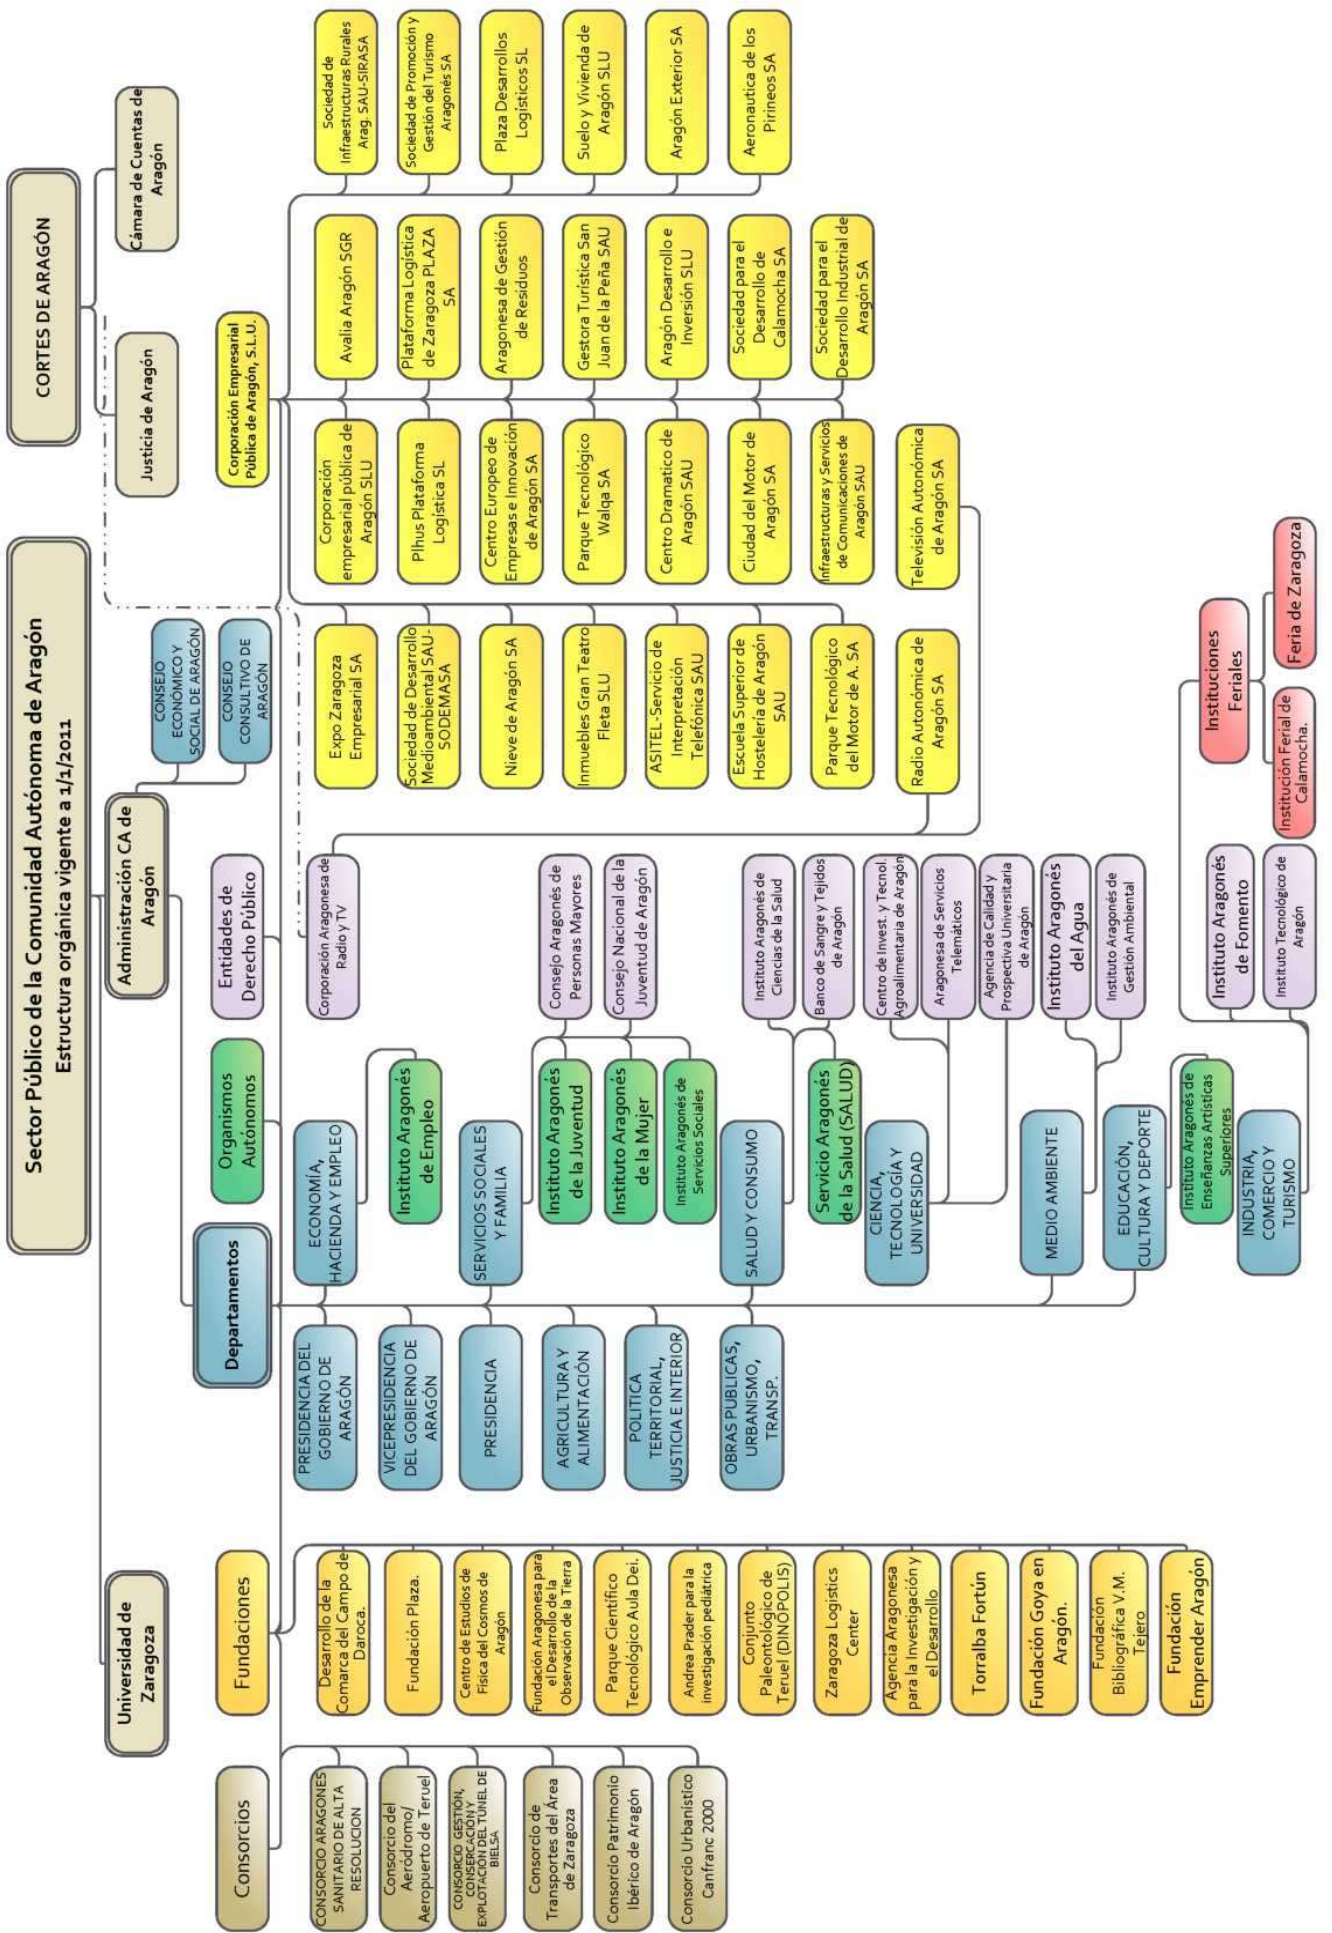 Sector Público de la Comunidad Autónoma de Aragón
Estructura orgánica vigente a 1/1/2011
CORTES DE ARAGÓN
Justicia de Aragón
Cámara de Cuentas de
Aragón
Universidad de
Zaragoza
Administración CA de
Aragón
CONSEJO
ECONÓMICO Y
SOCIAL DE ARAGÓN
CONSEJO
CONSULTIVO DE
ARAGÓN
Consorcios
CONSORCIO ARAGONES
SANITARIO DE ALTA
RESOLUCION
Consorcio del
Aeródromo/
Aeropuerto de Teruel
CONSORCIO GESTIÓN,
CONSERCACIÓN Y
EXPLOTACIÓN DEL TÚNEL DE
BIELSA
Consorcio de
Transportes del Área
de Zaragoza
Consorcio Patrimonio
Ibérico de Aragón
Consorcio Urbanístico
Canfranc 2000
Fundaciones
Desarrollo de la
Comarca del Campo de
Daroca.
Fundación Plaza.
Centro de Estudios de
Física del Cosmos de
Aragón
Fundación Aragonesa para
el Desarrollo de la
Observación de la Tierra
Parque Científico
Tecnológico Aula Dei.
Andrea Prader para la
investigación pediátrica
Conjunto
Paleontológico de
Teruel (DINÓPOLIS)
Zaragoza Logistics
Center
Agencia Aragonesa
para la Investigación y
el Desarrollo
Torralba Fortún
Fundación Goya en
Aragón.
Fundación
Bibliográfica V.M.
Tejero
Fundación
Emprender Aragón
Departamentos
PRESIDENCIA DEL
GOBIERNO DE
ARAGÓN
VICEPRESIDENCIA
DEL GOBIERNO DE
ARAGÓN
PRESIDENCIA
AGRICULTURA Y
ALIMENTACIÓN
POLITICA
TERRITORIAL,
JUSTICIA E INTERIOR
OBRAS PUBLICAS,
URBANISMO,
TRANSP.
ECONOMÍA,
HACIENDA Y EMPLEO
SERVICIOS SOCIALES
Y FAMILIA
SALUD Y CONSUMO
CIENCIA,
TECNOLOGÍA Y
UNIVERSIDAD
MEDIO AMBIENTE
EDUCACIÓN,
CULTURA Y DEPORTE
INDUSTRIA,
COMERCIO Y
TURISMO
Organismos
Autónomos
Instituto Aragonés
de Empleo
Instituto Aragonés
de la Juventud
Instituto Aragonés
de la Mujer
Instituto Aragonés de
Servicios Sociales
Servicio Aragonés
de la Salud (SALUD)
Instituto Aragonés de
Enseñanzas Artísticas
Superiores
Entidades de
Derecho Público
Corporación Aragonesa de
Radio y TV
Consejo Aragonés de
Personas Mayores
Consejo Nacional de la
Juventud de Aragón
Instituto Aragonés de
Ciencias de la Salud
Banco de Sangre y Tejidos
de Aragón
Centro de Invest. y Tecnol.
Agroalimentaria de Aragón
Aragonesa de Servicios
Telemáticos
Agencia de Calidad y
Prospectiva Universitaria
de Aragón
Instituto Aragonés
del Agua
Instituto Aragonés de
Gestión Ambiental
Instituto Aragonés
de Fomento
Instituto Tecnológico de
Aragón
Instituciones
Feriales
Institución Ferial de
Calamocha.
Feria de Zaragoza
Corporación Empresarial
Pública de Aragón, S.L.U.
Expo Zaragoza
Empresarial SA
Sociedad de Desarrollo
Medioambiental SAU-
SODEMASA
Nieve de Aragón SA
Inmuebles Gran Teatro
Fleta SLU
ASITEL-Servicio de
Interpretación
Telefónica SAU
Escuela Superior de
Hostelería de Aragón
SAU
Parque Tecnológico
del Motor de A. SA
Radio Autonómica de
Aragón SA
Corporación
empresarial pública de
Aragón SLU
Plhus Plataforma
Logística SL
Centro Europeo de
Empresas e Innovación
de Aragón SA
Parque Tecnológico
Walqa SA
Centro Dramatico de
Aragón SAU
Ciudad del Motor de
Aragón SA
Infraestructuras y Servicios
de Comunicaciones de
Aragón SAU
Televisión Autonómica
de Aragón SA
Avalia Aragón SGR
Plataforma Logística
de Zaragoza PLAZA
SA
Aragonesa de Gestión
de Residuos
Gestora Turística San
Juan de la Peña SAU
Aragón Desarrollo e
Inversión SLU
Sociedad para el
Desarrollo de
Calamocha SA
Sociedad para el
Desarrollo Industrial de
Aragón SA
Sociedad de
Infraestructuras Rurales
Arag. SAU-SIRASA
Sociedad de Promoción y
Gestión del Turismo
Aragonés SA
Plaza Desarrollos
Logísticos SL
Suelo y Vivienda de
Aragón SLU
Aragón Exterior SA
Aeronautica de los
Pirineos SA